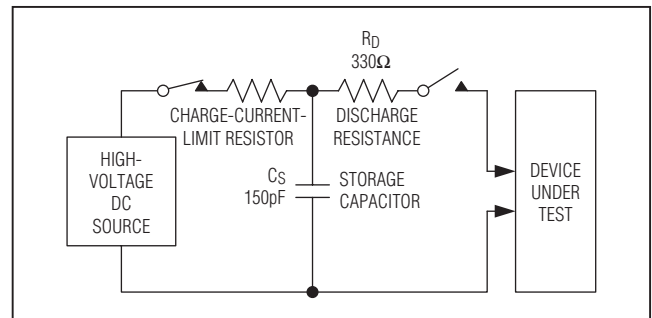 RD
330Ω
CHARGE-CURRENT-
LIMIT RESISTOR
DISCHARGE
RESISTANCE
HIGH-
VOLTAGE
DC
SOURCE
CS
150pF
STORAGE
CAPACITOR
DEVICE
UNDER
TEST